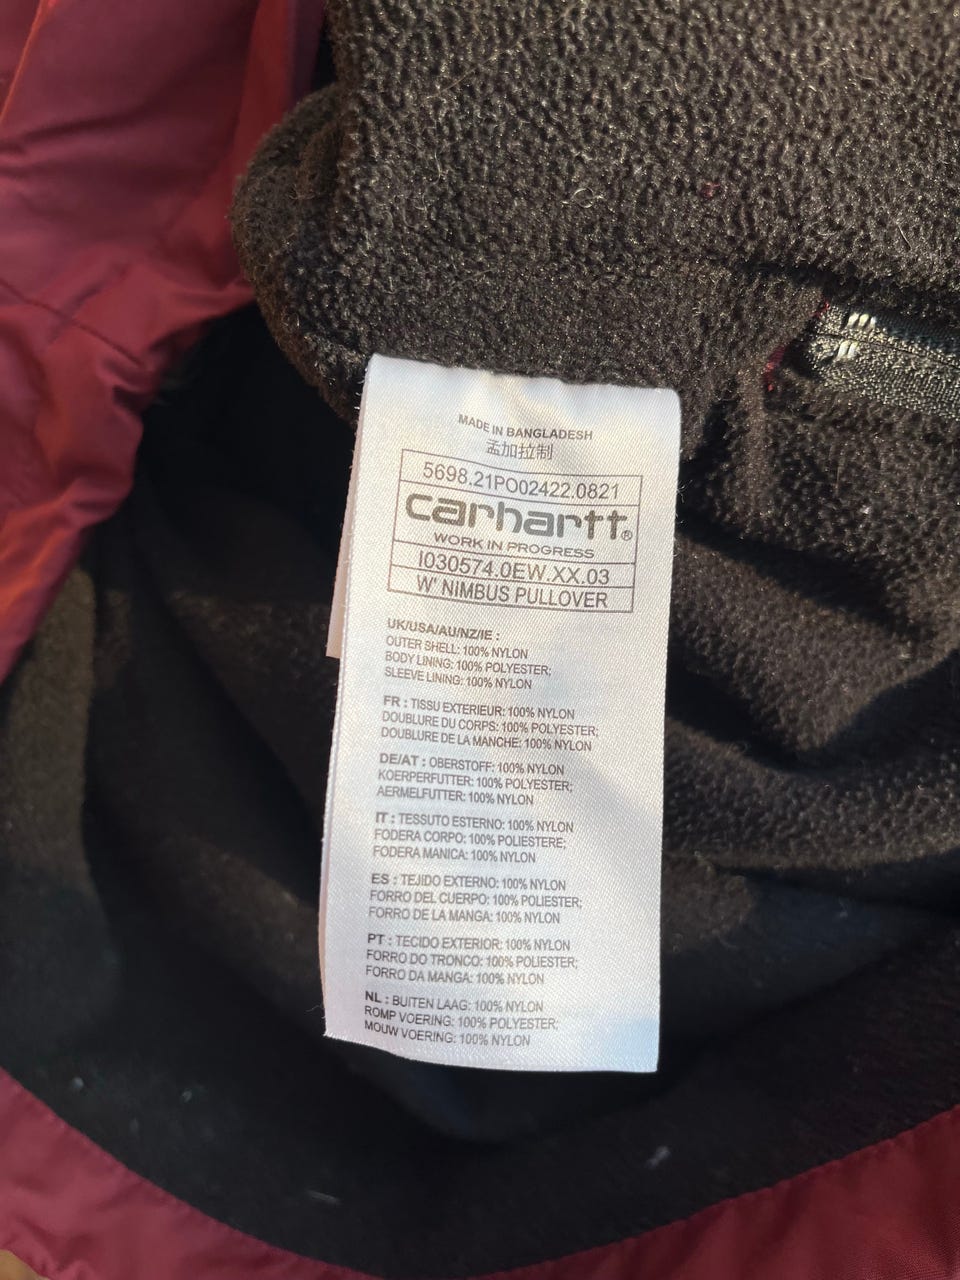 MADE IN BANGLADESH
孟加拉制
5698.21PO02422.0821
carhartt®
WORK IN PROGRESS
I030574.0EW.XX.03
W' NIMBUS PULLOVER
UK/USA/AU/NZ/IE :
OUTER SHELL: 100% NYLON
BODY LINING: 100% POLYESTER;
SLEEVE LINING: 100% NYLON
FR : TISSU EXTERIEUR: 100% NYLON
DOUBLURE DU CORPS: 100% POLYESTER;
DOUBLURE DE LA MANCHE: 100% NYLON
DE/AT : OBERSTOFF: 100% NYLON
KOERPERFUTTER: 100% POLYESTER;
AERMELFUTTER: 100% NYLON
IT : TESSUTO ESTERNO: 100% NYLON
FODERA CORPO: 100% POLIESTERE;
FODERA MANICA: 100% NYLON
ES : TEJIDO EXTERNO: 100% NYLON
FORRO DEL CUERPO: 100% POLIESTER;
FORRO DE LA MANGA: 100% NYLON
PT : TECIDO EXTERIOR: 100% NYLON
FORRO DO TRONCO: 100% POLIESTER;
FORRO DA MANGA: 100% NYLON
NL : BUITEN LAAG: 100% NYLON
ROMP VOERING: 100% POLYESTER;
MOUW VOERING: 100% NYLON